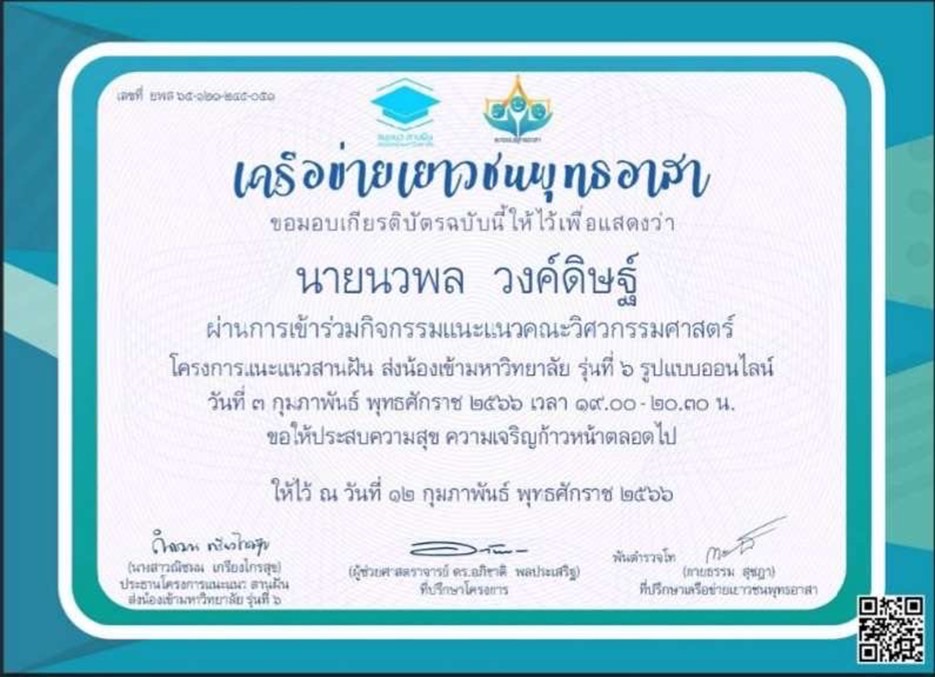 เลขที่ ยพส ๖๕-๑๒๑-๒๔๕-๐๕๑
แนะแนว สานฝัน
เครือข่ายเยาวชนพุทธอาสา
ขอมอบเกียรติบัตรฉบับนี้ให้ไว้เพื่อแสดงว่า
นายนวพล วงค์ดิษฐ์
ผ่านการเข้าร่วมกิจกรรมแนะแนวคณะวิศวกรรมศาสตร์
โครงการแนะแนวสานฝัน ส่งน้องเข้ามหาวิทยาลัย รุ่นที่ ๖ รูปแบบออนไลน์
วันที่ ๓ กุมภาพันธ์ พุทธศักราช ๒๕๖๖ เวลา ๑๙.๐๐ - ๒๐.๓๐ น.
ขอให้ประสบความสุข ความเจริญก้าวหน้าตลอดไป
ให้ไว้ ณ วันที่ ๑๒ กุมภาพันธ์ พุทธศักราช ๒๕๖๖
(นางสาวณิชมน เกรียงไกรสุข)
ประธานโครงการแนะแนว สานฝัน
ส่งน้องเข้ามหาวิทยาลัย รุ่นที่ ๖
(ผู้ช่วยศาสตราจารย์ ดร.อภิชาติ พลประเสริฐ)
ที่ปรึกษาโครงการ
พันตำรวจโท
(กายธรรม สุชฎา)
ที่ปรึกษาเครือข่ายเยาวชนพุทธอาสา